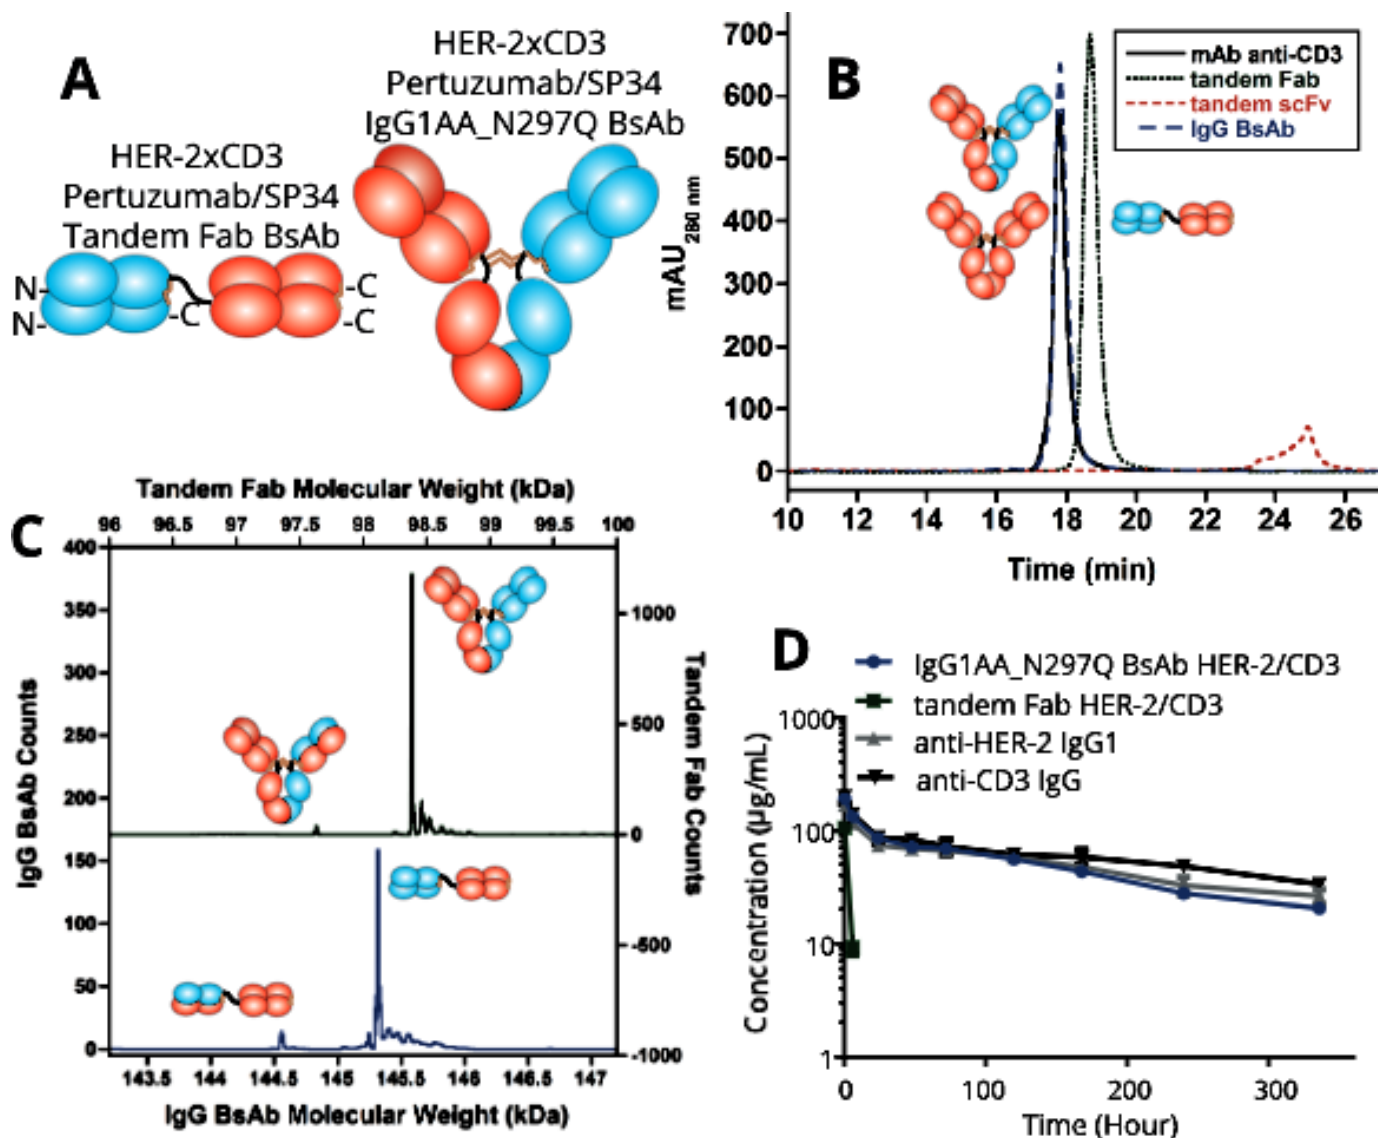 A
HER-2xCD3
Pertuzumab/SP34
Tandem Fab BsAb
N-
N-
-C
-C
-C
HER-2xCD3
Pertuzumab/SP34
IgG1AA_N297Q BsAb
B
mAb anti-CD3
tandem Fab
tandem scFv
IgG BsAb
mAU280 nm
700
600
500
400
300
200
100
0
10 12 14 16 18 20 22 24 26
Time (min)
C
Tandem Fab Molecular Weight (kDa)
96 96.5 97 97.5 98 98.5 99 99.5 100
IgG BsAb Counts
400
350
300
250
200
150
100
50
0
Tandem Fab Counts
1000
500
0
-500
-1000
143.5 144 144.5 145 145.5 146 146.5 147
IgG BsAb Molecular Weight (kDa)
D
IgG1AA_N297Q BsAb HER-2/CD3
tandem Fab HER-2/CD3
anti-HER-2 IgG1
anti-CD3 IgG
Concentration (µg/mL)
1000
100
10
1
0 100 200 300
Time (Hour)